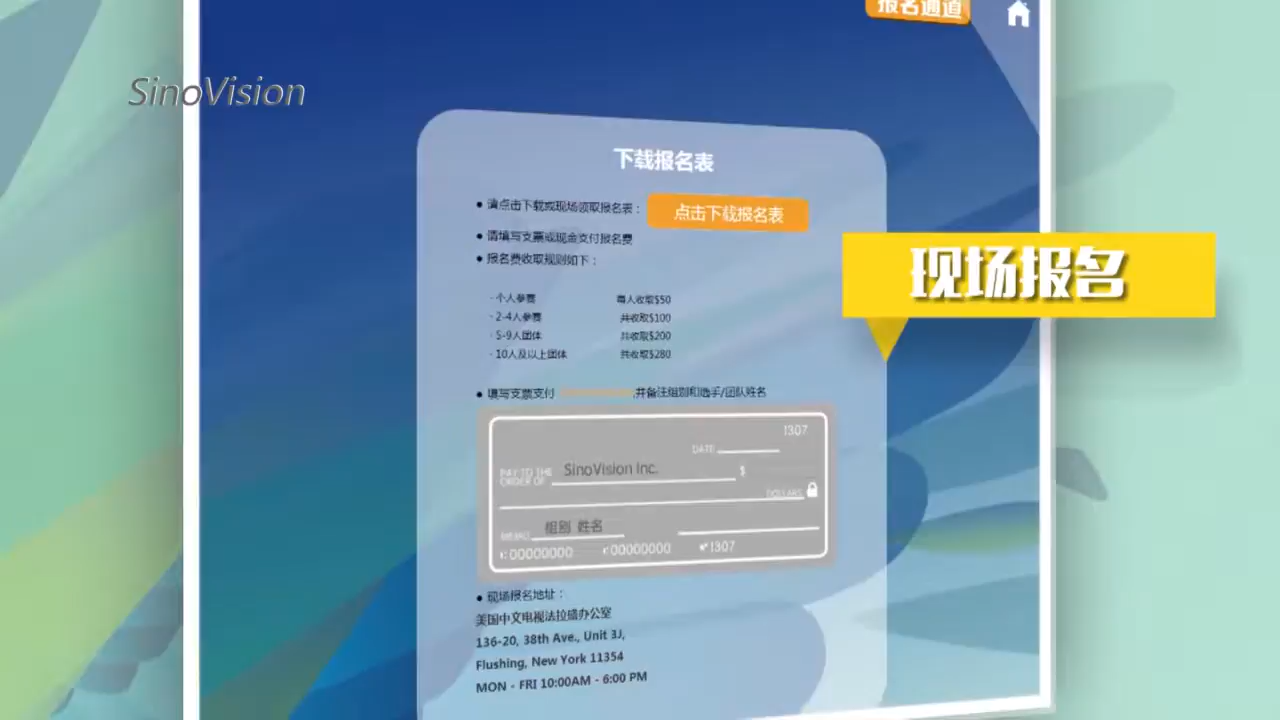 报名通道
SinoVision
下载报名表
• 请点击下载或现场领取报名表： 点击下载报名表
• 请填写支票或现金支付报名费
• 报名费收取规则如下：
现场报名
· 个人参赛 每人收取$50
· 2-4人参赛 共收取$100
· 5-9人团体 共收取$200
· 10人及以上团体 共收取$280
• 填写支票支付 ,并备注组别和选手/团队姓名
1307
DATE
PAY TO THE
ORDER OF SinoVision Inc. $
DOLLARS
MEMO 组别 姓名
⑆00000000 ⑆00000000 ⑈1307
• 现场报名地址：
美国中文电视法拉盛办公室
136-20, 38th Ave., Unit 3J,
Flushing, New York 11354
MON - FRI 10:00AM - 6:00 PM